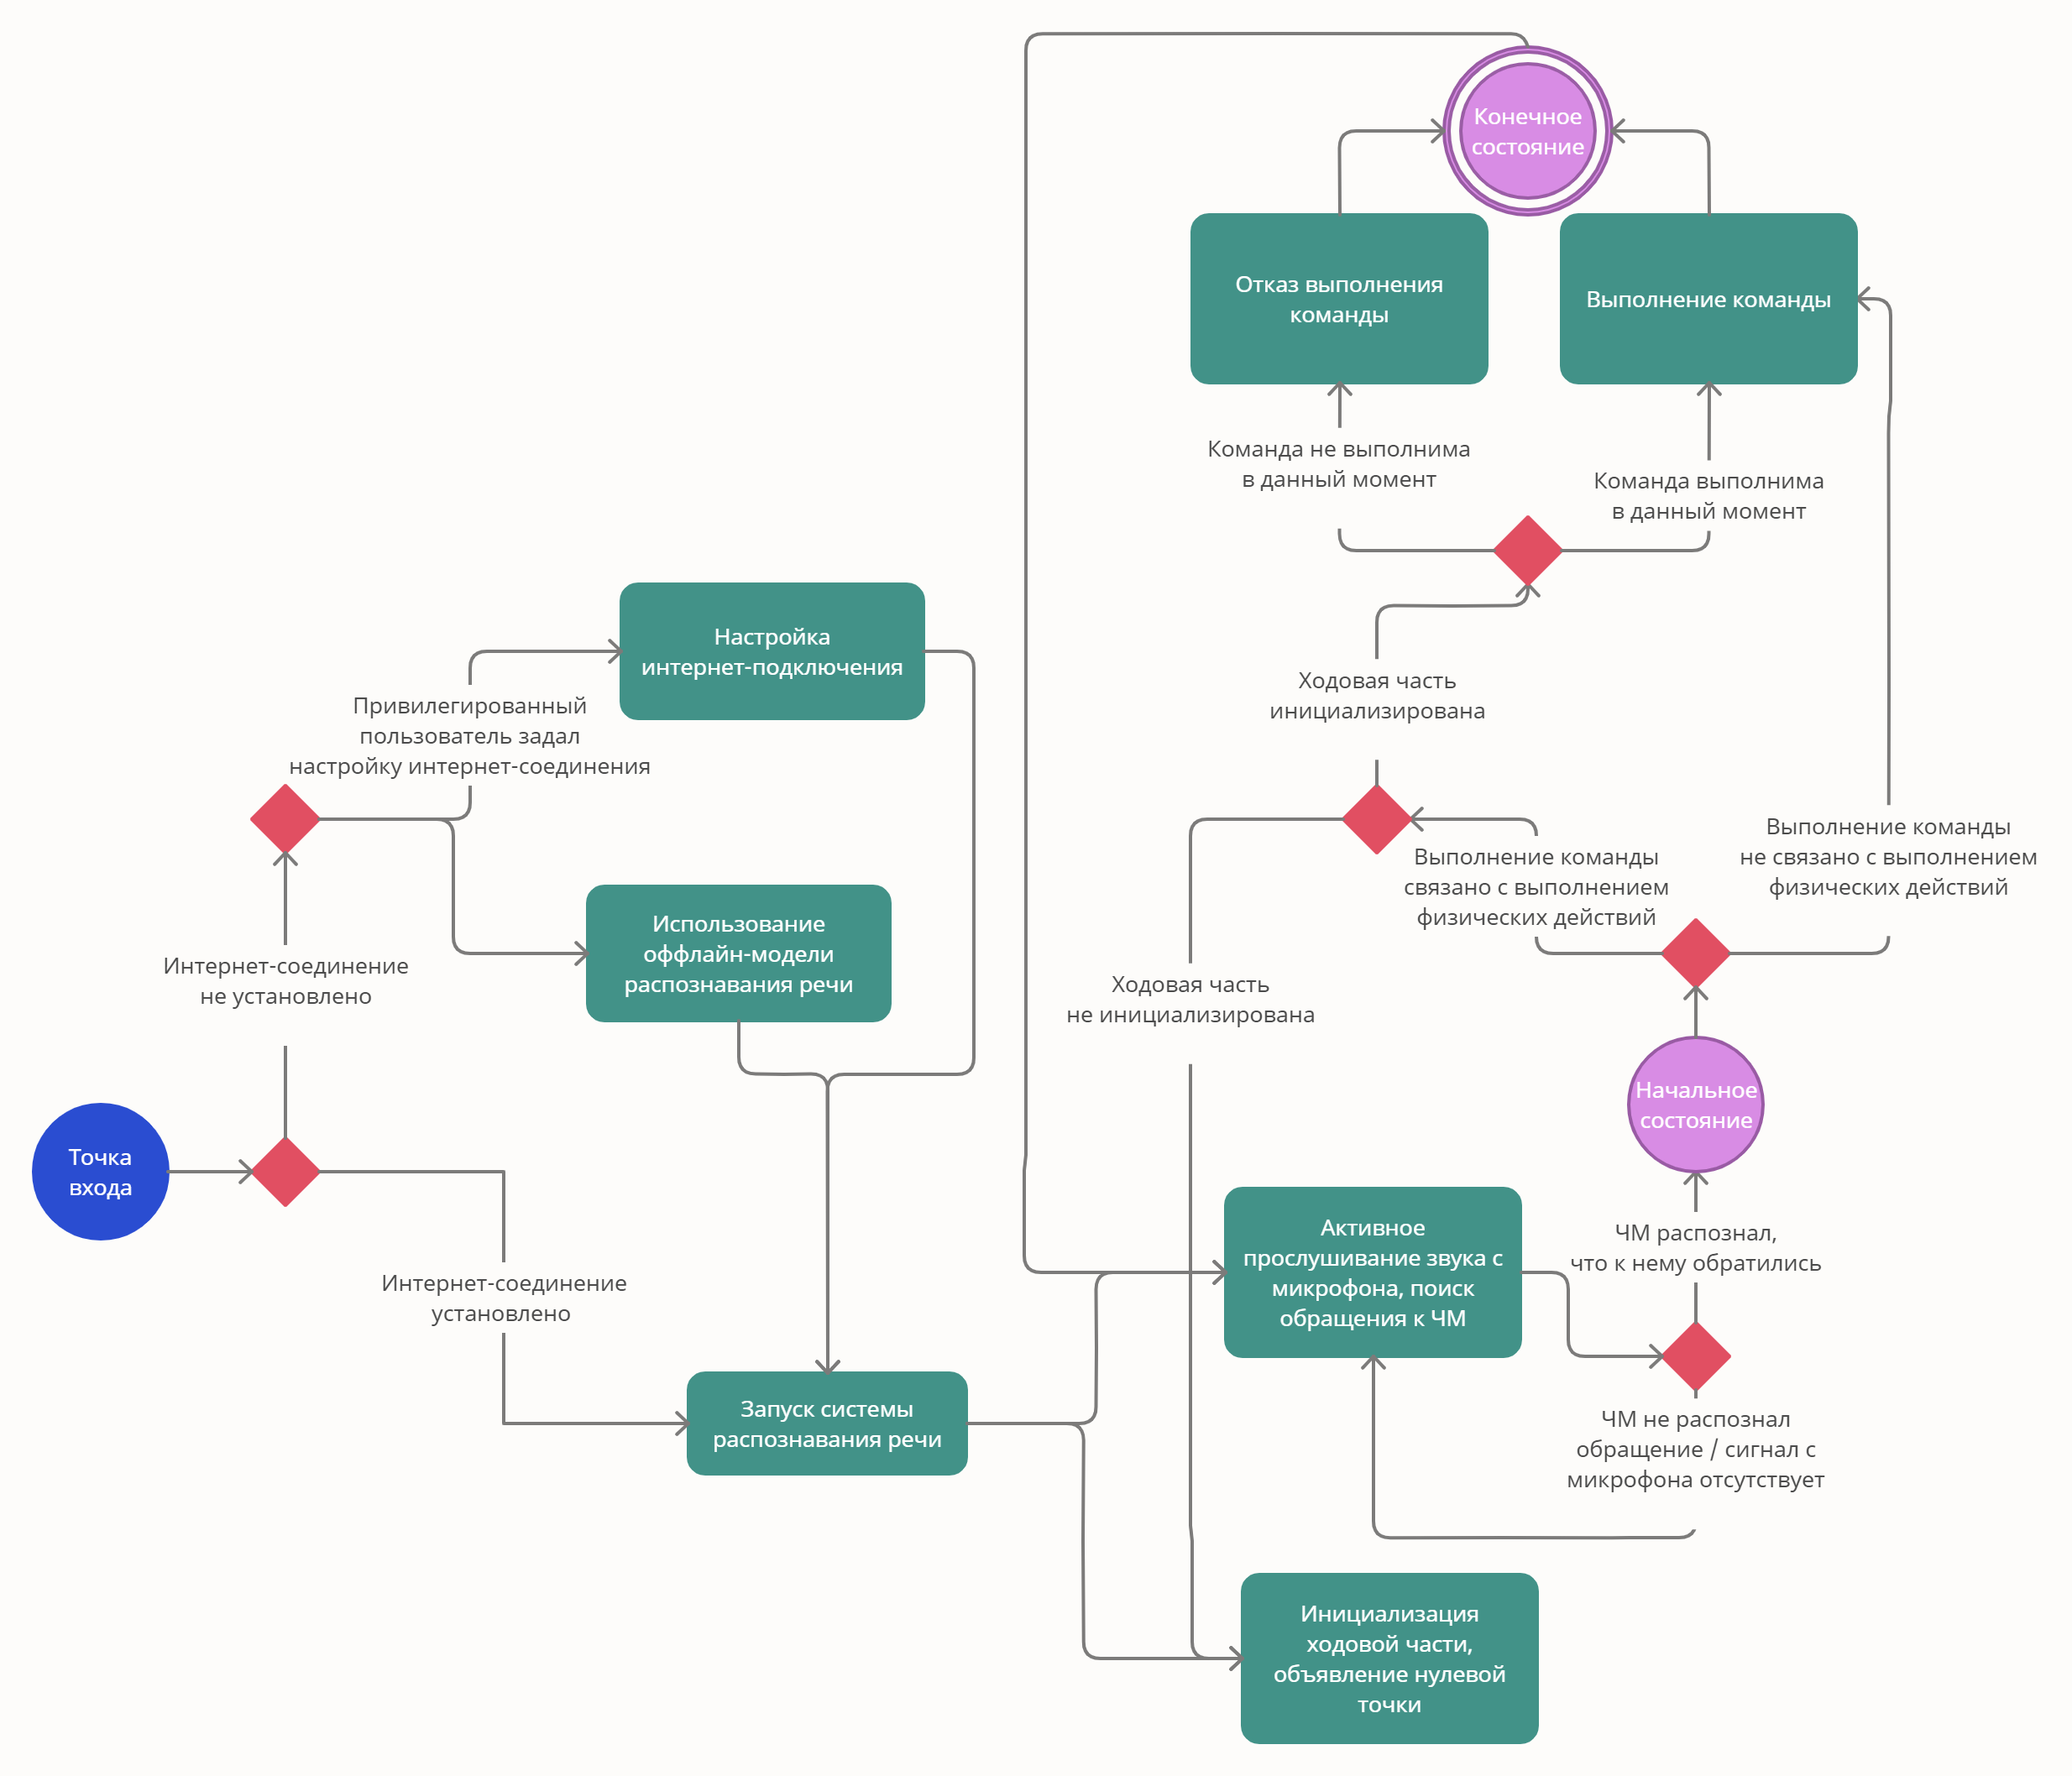 Конечное
состояние
Отказ выполнения
команды
Выполнение команды
Команда не выполнима
в данный момент
Команда выполнима
в данный момент
Настройка
интернет-подключения
Ходовая часть
инициализирована
Привилегированный
пользователь задал
настройку интернет-соединения
Выполнение команды
связано с выполнением
физических действий
Выполнение команды
не связано с выполнением
физических действий
Использование
оффлайн-модели
распознавания речи
Интернет-соединение
не установлено
Ходовая часть
не инициализирована
Начальное
состояние
Точка
входа
Активное
прослушивание звука с
микрофона, поиск
обращения к ЧМ
ЧМ распознал,
что к нему обратились
Интернет-соединение
установлено
Запуск системы
распознавания речи
ЧМ не распознал
обращение / сигнал с
микрофона отсутствует
Инициализация
ходовой части,
объявление нулевой
точки